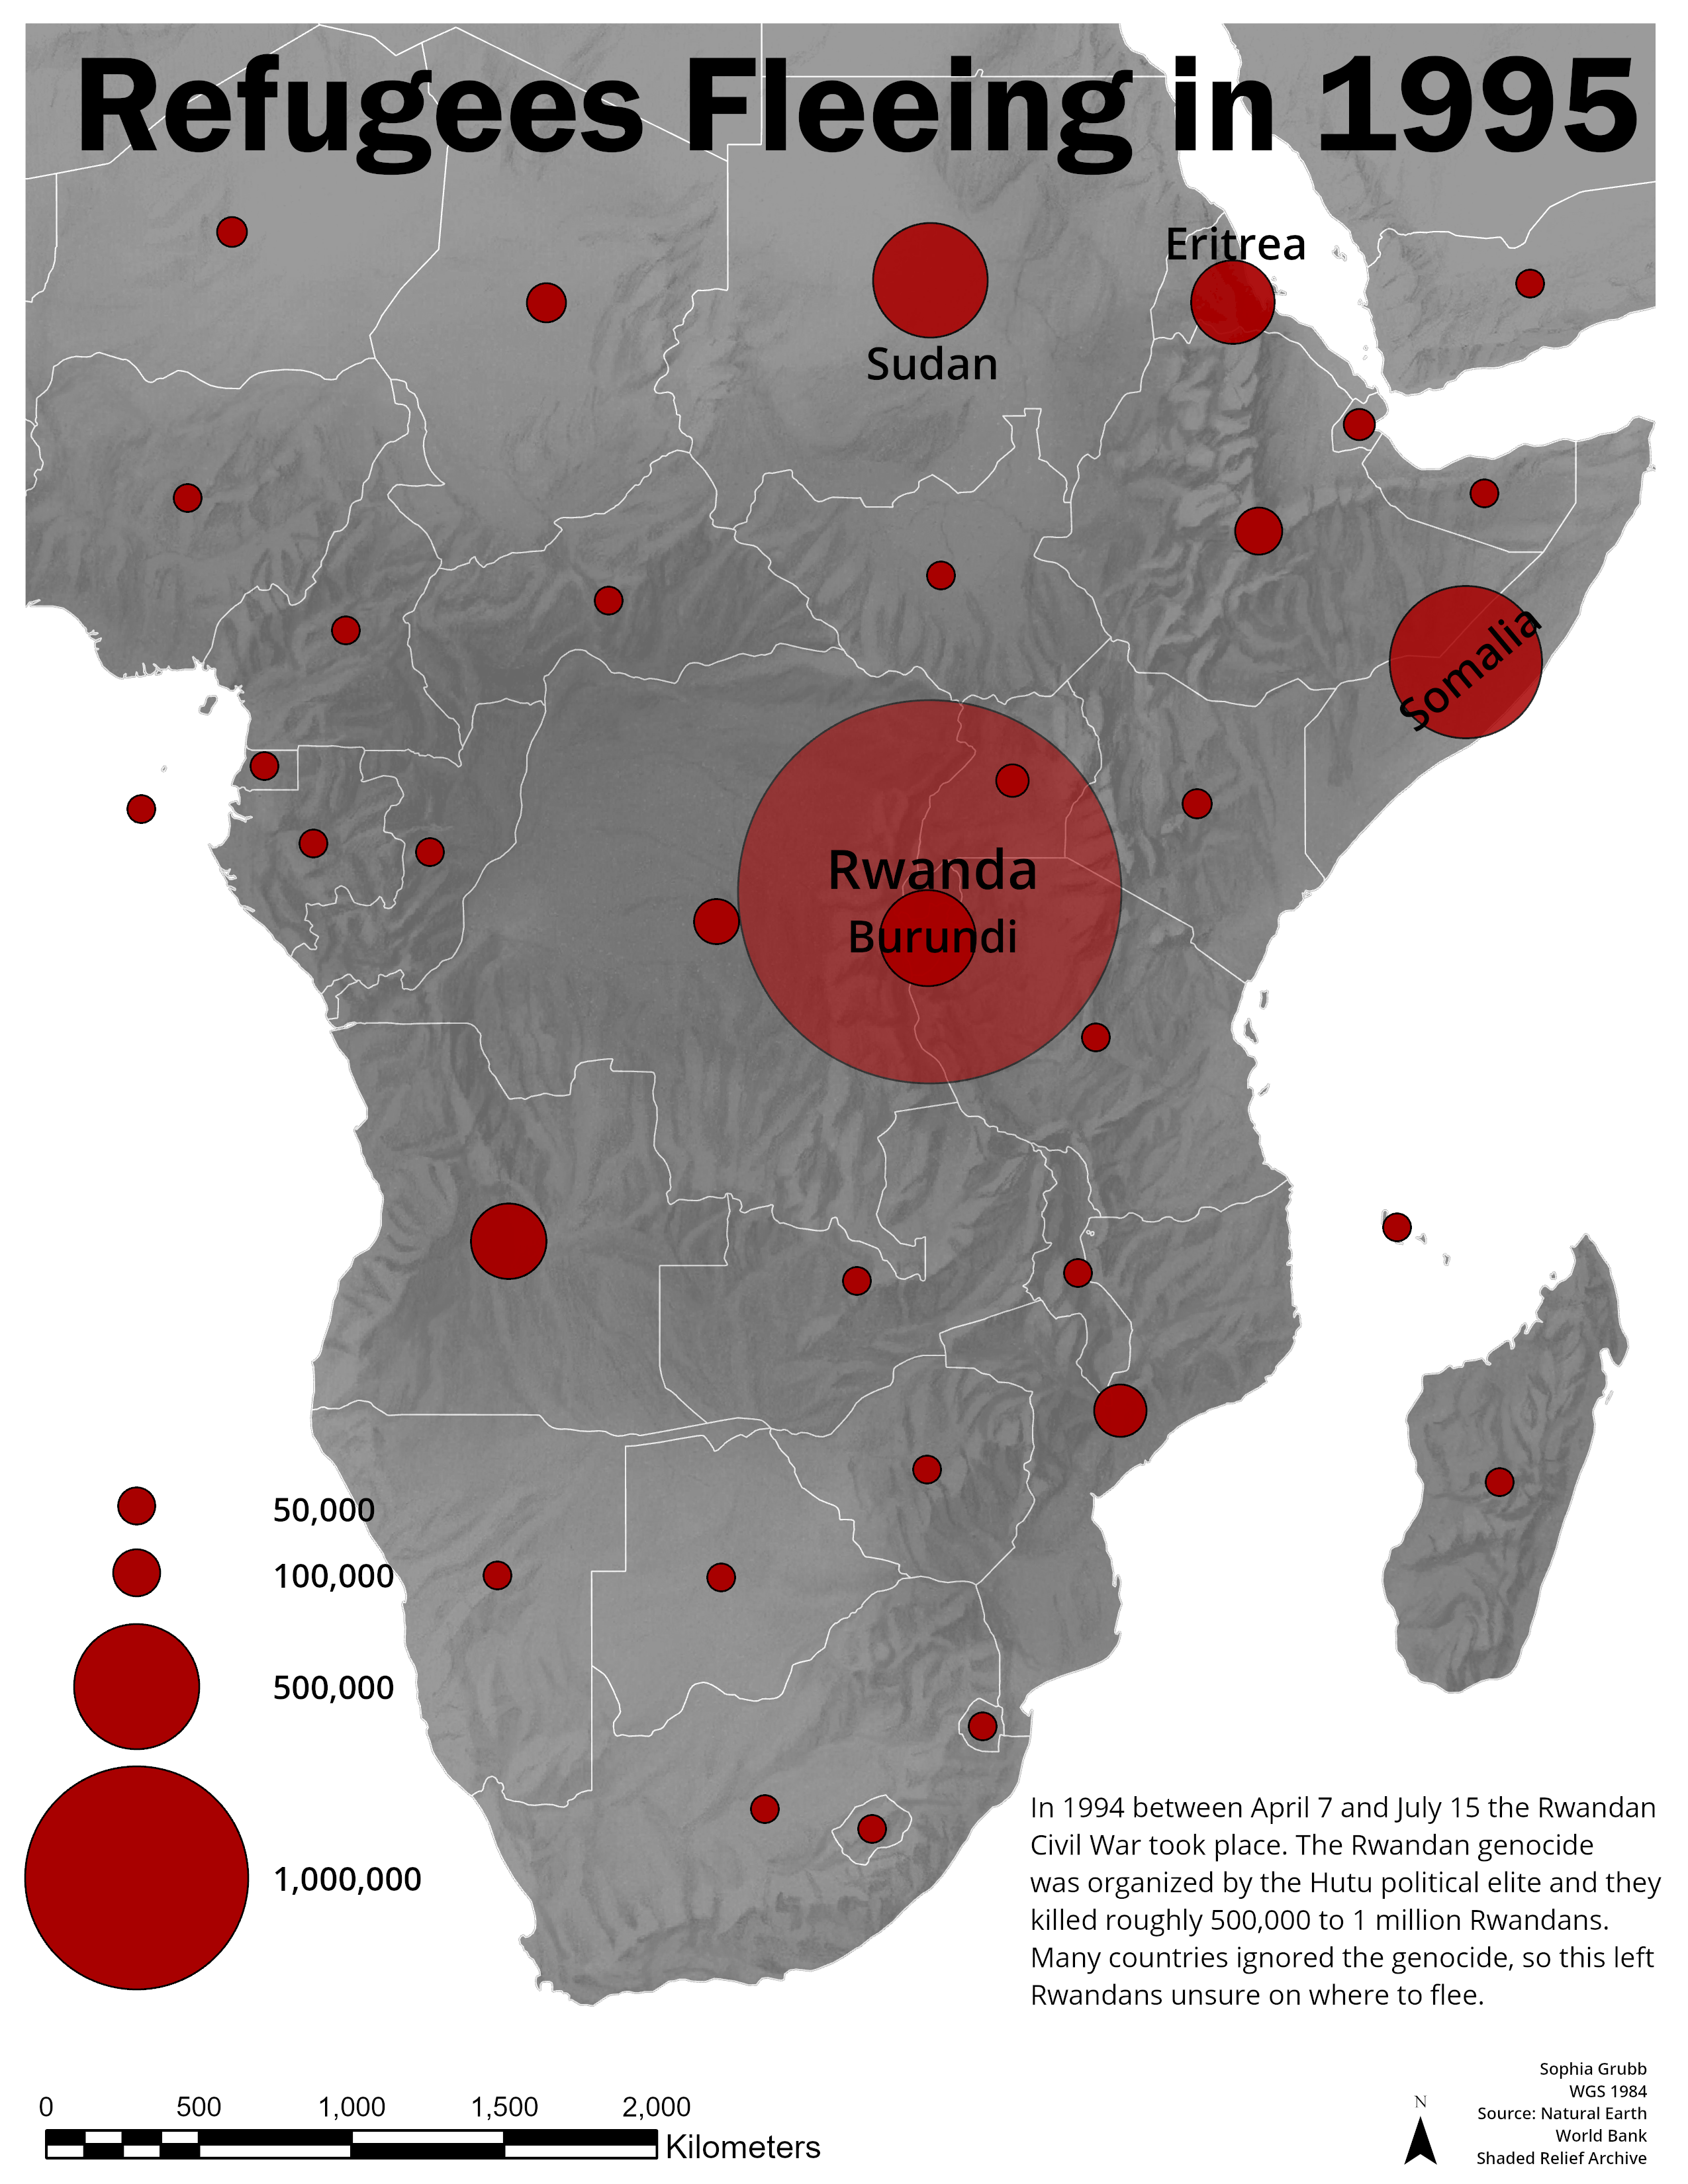 Refugees Fleeing in 1995
Eritrea
Sudan
Somalia
Rwanda
Burundi
50,000
100,000
500,000
1,000,000
In 1994 between April 7 and July 15 the Rwandan
Civil War took place. The Rwandan genocide
was organized by the Hutu political elite and they
killed roughly 500,000 to 1 million Rwandans.
Many countries ignored the genocide, so this left
Rwandans unsure on where to flee.
0 500 1,000 1,500 2,000
Kilometers
N
Sophia Grubb
WGS 1984
Source: Natural Earth
World Bank
Shaded Relief Archive